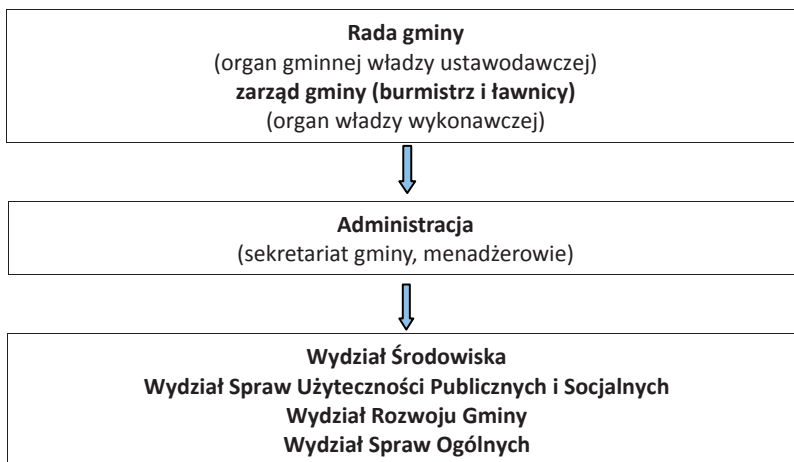 Rada gminy
(organ gminnej władzy ustawodawczej)
zarząd gminy (burmistrz i ławnicy)
(organ władzy wykonawczej)
Administracja
(sekretariat gminy, menadżerowie)
Wydział Środowiska
Wydział Spraw Użyteczności Publicznych i Socjalnych
Wydział Rozwoju Gminy
Wydział Spraw Ogólnych